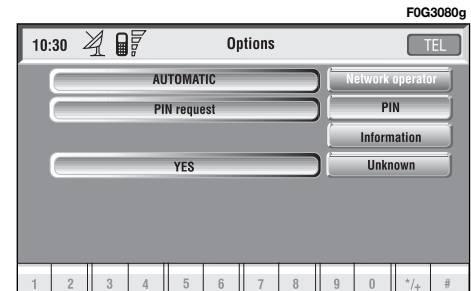 F0G3080g
10:30 Options TEL
AUTOMATIC Network operator
PIN request PIN
Information
YES Unknown
1 2 3 4 5 6 7 8 9 0 */+ #